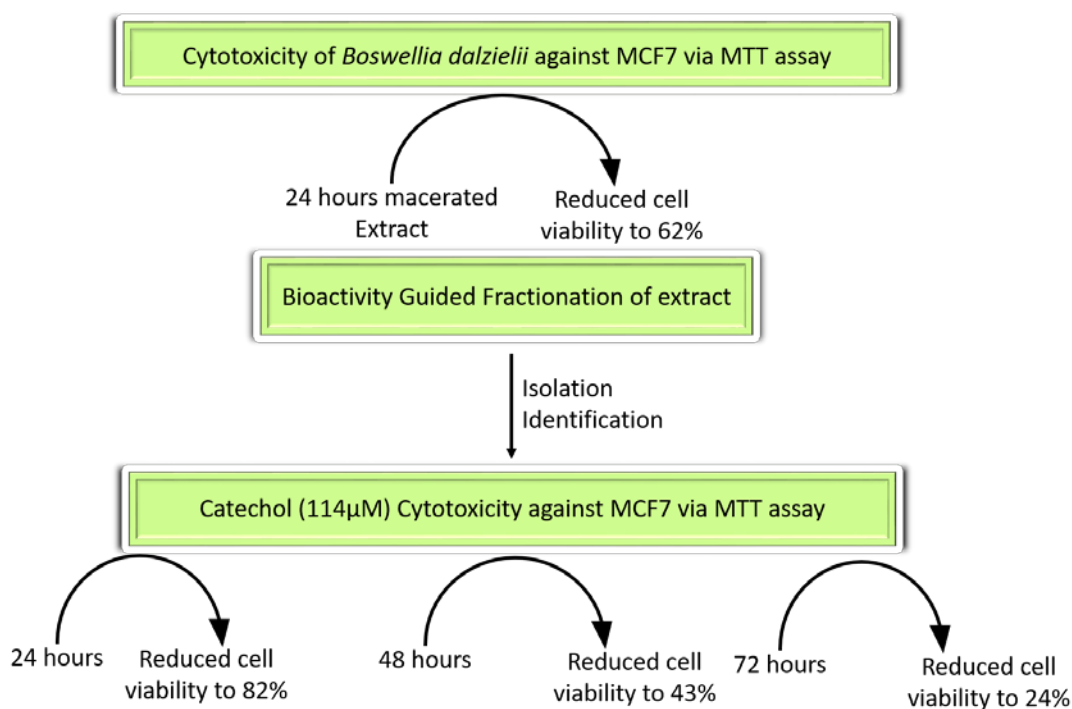 Cytotoxicity of Boswellia dalzielii against MCF7 via MTT assay
24 hours macerated
Extract
Reduced cell
viability to 62%
Bioactivity Guided Fractionation of extract
Isolation
Identification
Catechol (114µM) Cytotoxicity against MCF7 via MTT assay
24 hours
Reduced cell
viability to 82%
48 hours
Reduced cell
viability to 43%
72 hours
Reduced cell
viability to 24%